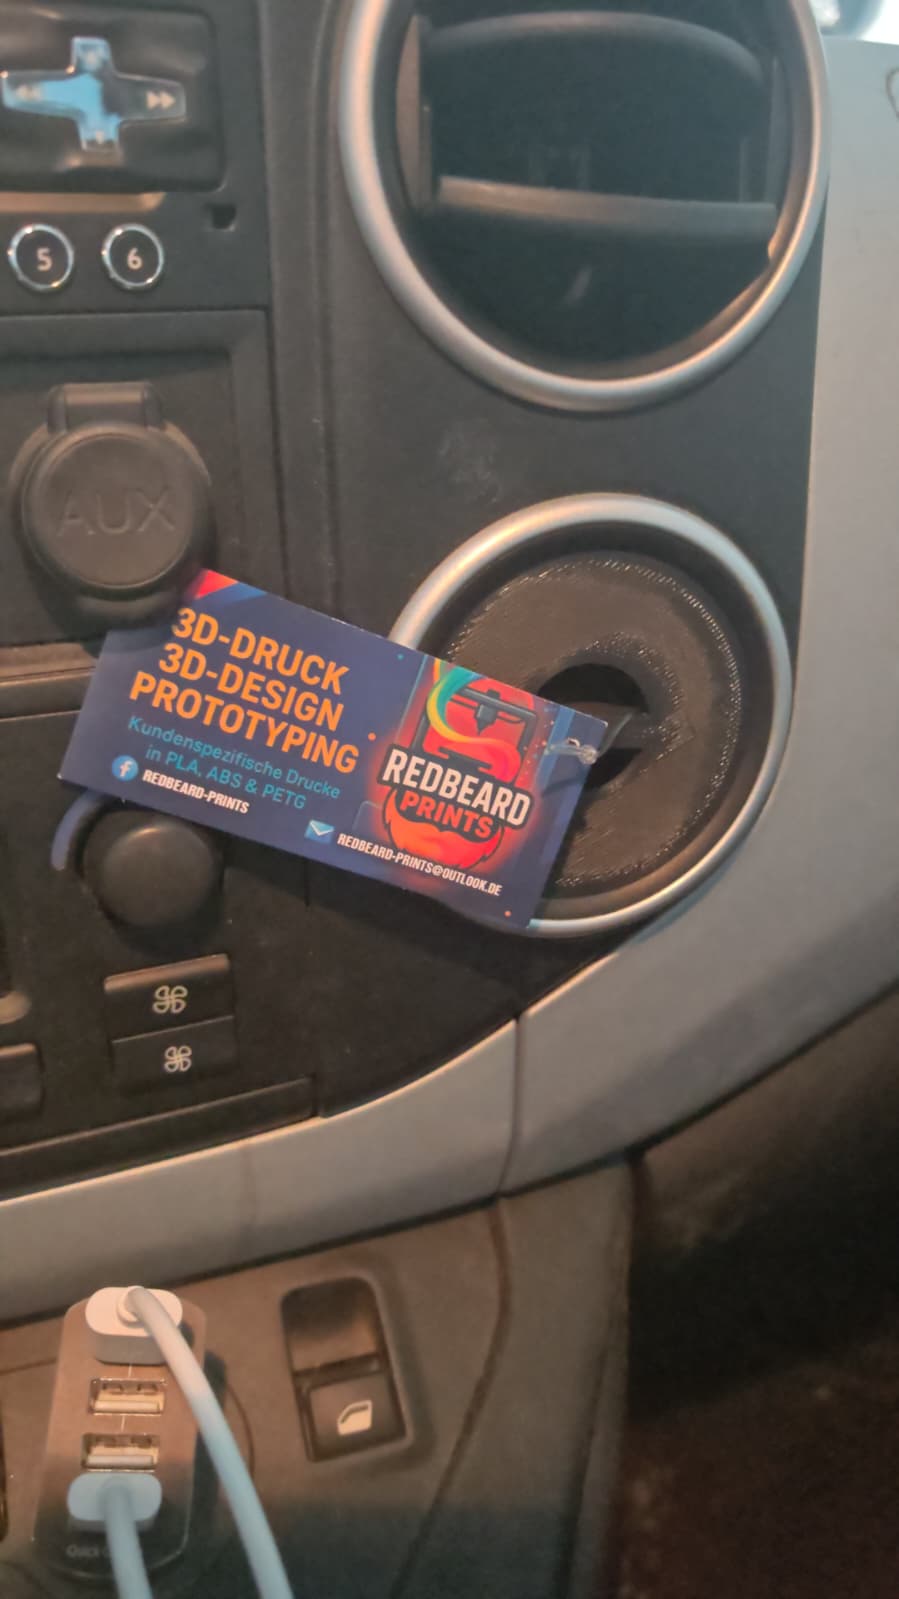 5
6
AUX
3D-DRUCK
3D-DESIGN
PROTOTYPING
Kundenspezifische Drucke
in PLA, ABS & PETG
REDBEARD-PRINTS
REDBEARD
PRINTS
REDBEARD-PRINTS@OUTLOOK.DE